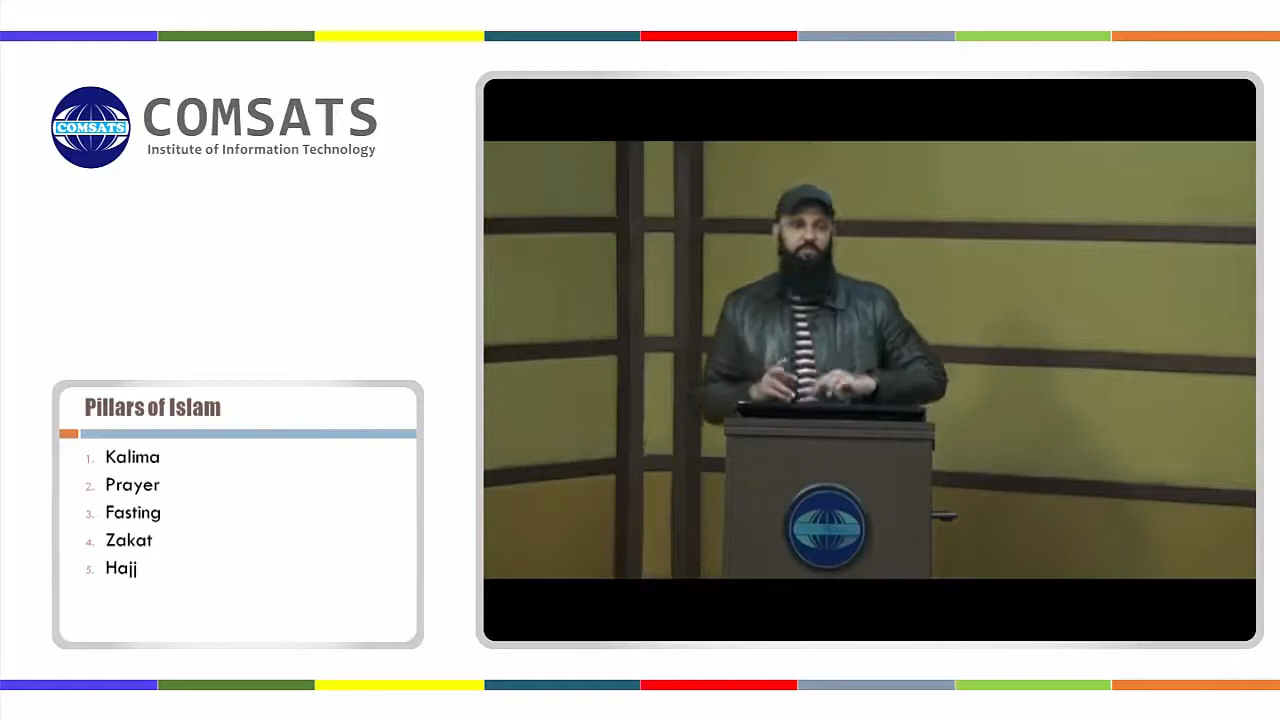 COMSATS
COMSATS
Institute of Information Technology
Pillars of Islam
1. Kalima
2. Prayer
3. Fasting
4. Zakat
5. Hajj